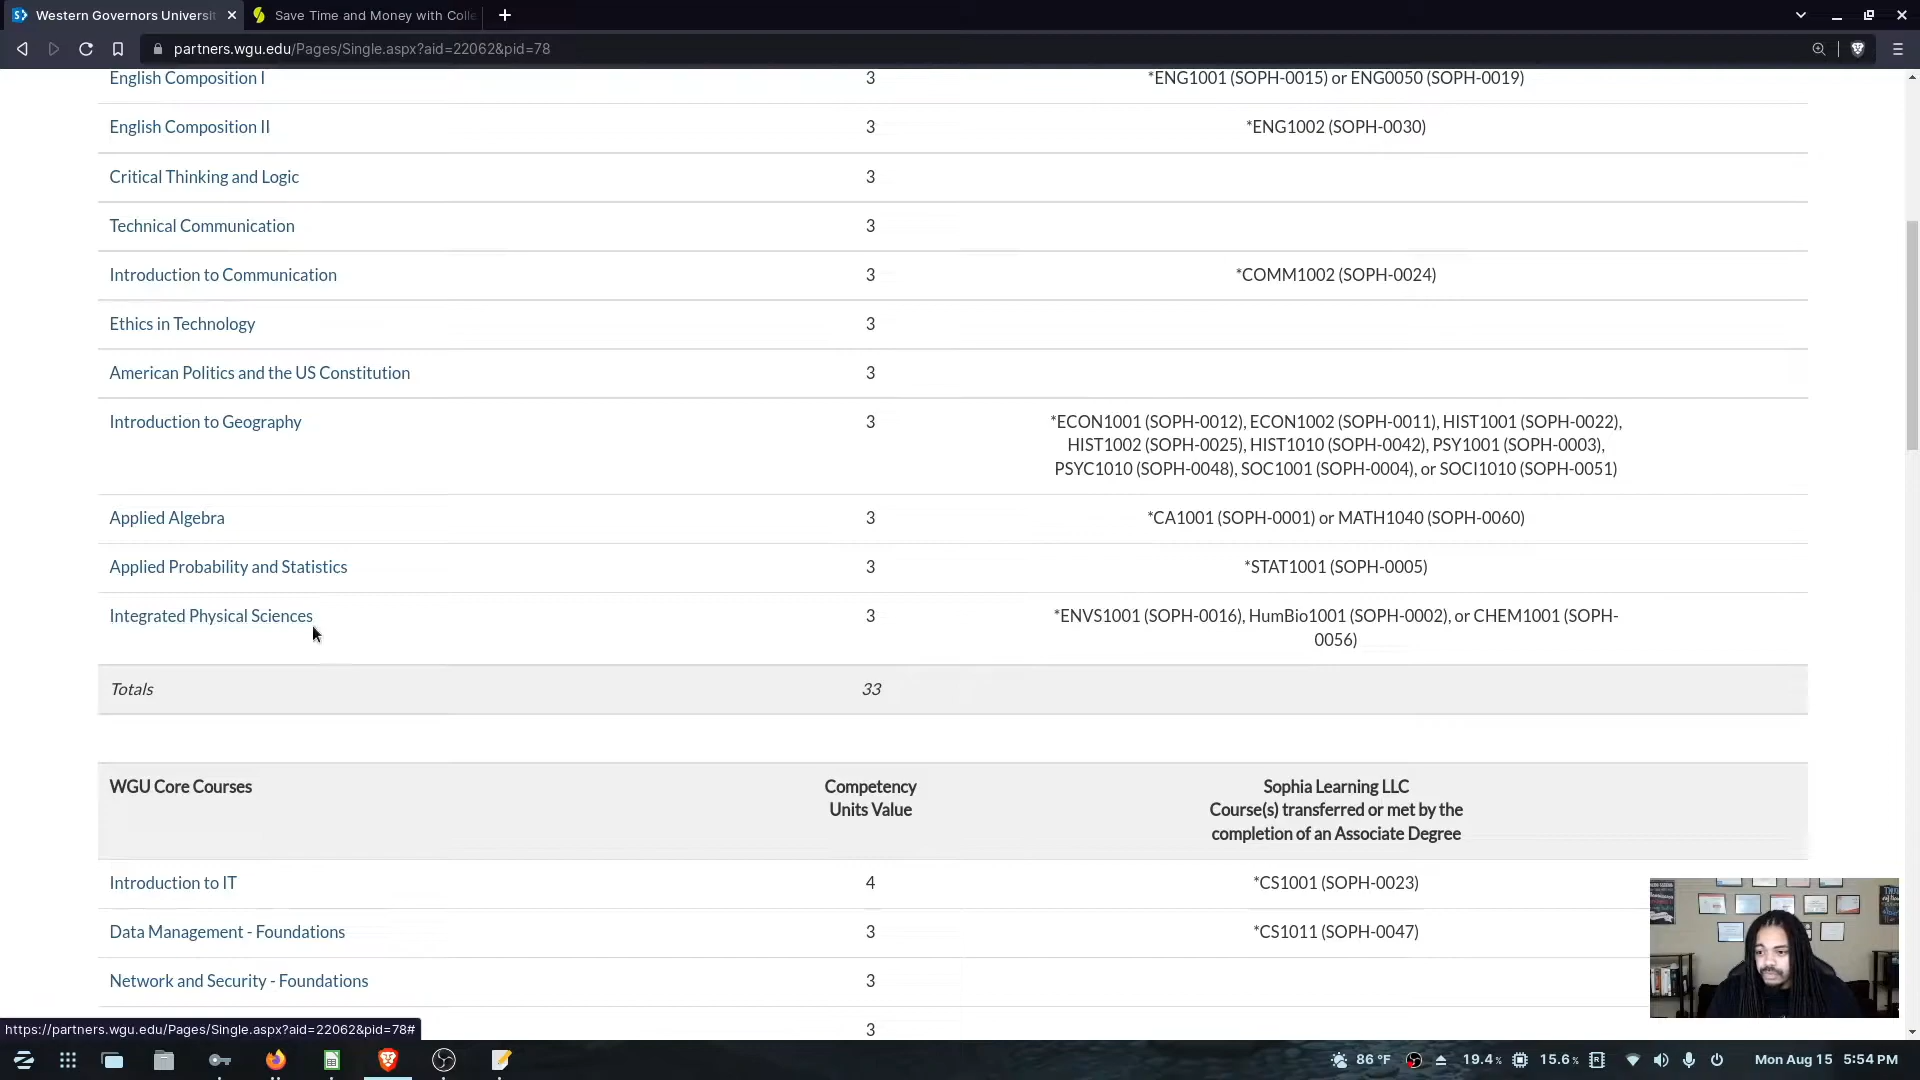 Western Governors Universit
Save Time and Money with Colle
partners.wgu.edu/Pages/Single.aspx?aid=22062&pid=78
English Composition I 3 *ENG1001 (SOPH-0015) or ENG0050 (SOPH-0019)
English Composition II 3 *ENG1002 (SOPH-0030)
Critical Thinking and Logic 3
Technical Communication 3
Introduction to Communication 3 *COMM1002 (SOPH-0024)
Ethics in Technology 3
American Politics and the US Constitution 3
Introduction to Geography 3 *ECON1001 (SOPH-0012), ECON1002 (SOPH-0011), HIST1001 (SOPH-0022),
HIST1002 (SOPH-0025), HIST1010 (SOPH-0042), PSY1001 (SOPH-0003),
PSYC1010 (SOPH-0048), SOC1001 (SOPH-0004), or SOCI1010 (SOPH-0051)
Applied Algebra 3 *CA1001 (SOPH-0001) or MATH1040 (SOPH-0060)
Applied Probability and Statistics 3 *STAT1001 (SOPH-0005)
Integrated Physical Sciences 3 *ENVS1001 (SOPH-0016), HumBio1001 (SOPH-0002), or CHEM1001 (SOPH-
0056)
Totals 33
WGU Core Courses Competency Sophia Learning LLC
Units Value Course(s) transferred or met by the
completion of an Associate Degree
Introduction to IT 4 *CS1001 (SOPH-0023)
Data Management - Foundations 3 *CS1011 (SOPH-0047)
Network and Security - Foundations 3
3
https://partners.wgu.edu/Pages/Single.aspx?aid=22062&pid=78#
86 °F 19.4% 15.6% Mon Aug 15 5:54 PM